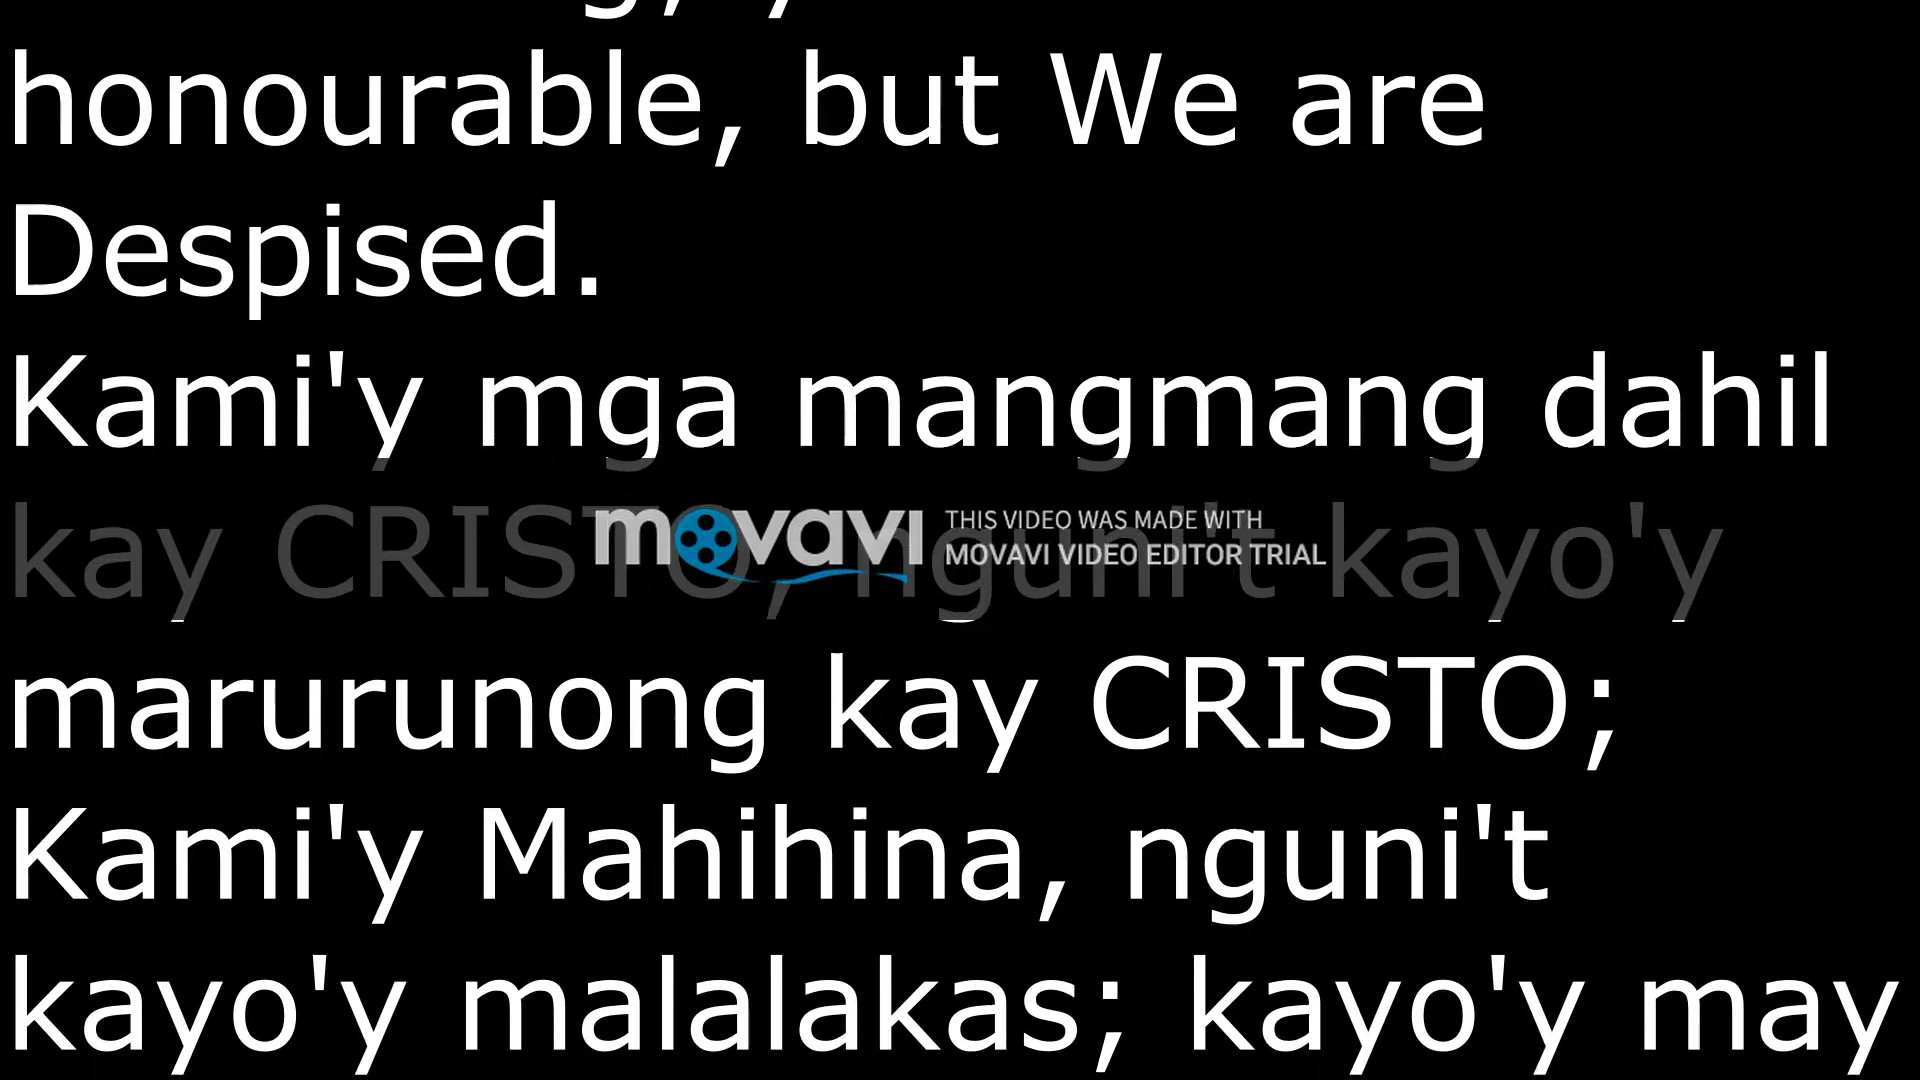 honourable, but We are
Despised.
Kami'y mga mangmang dahil
kay CRISTO, nguni't kayo'y
movavi THIS VIDEO WAS MADE WITH
MOVAVI VIDEO EDITOR TRIAL
marurunong kay CRISTO;
Kami'y Mahihina, nguni't
kayo'y malalakas; kayo'y may